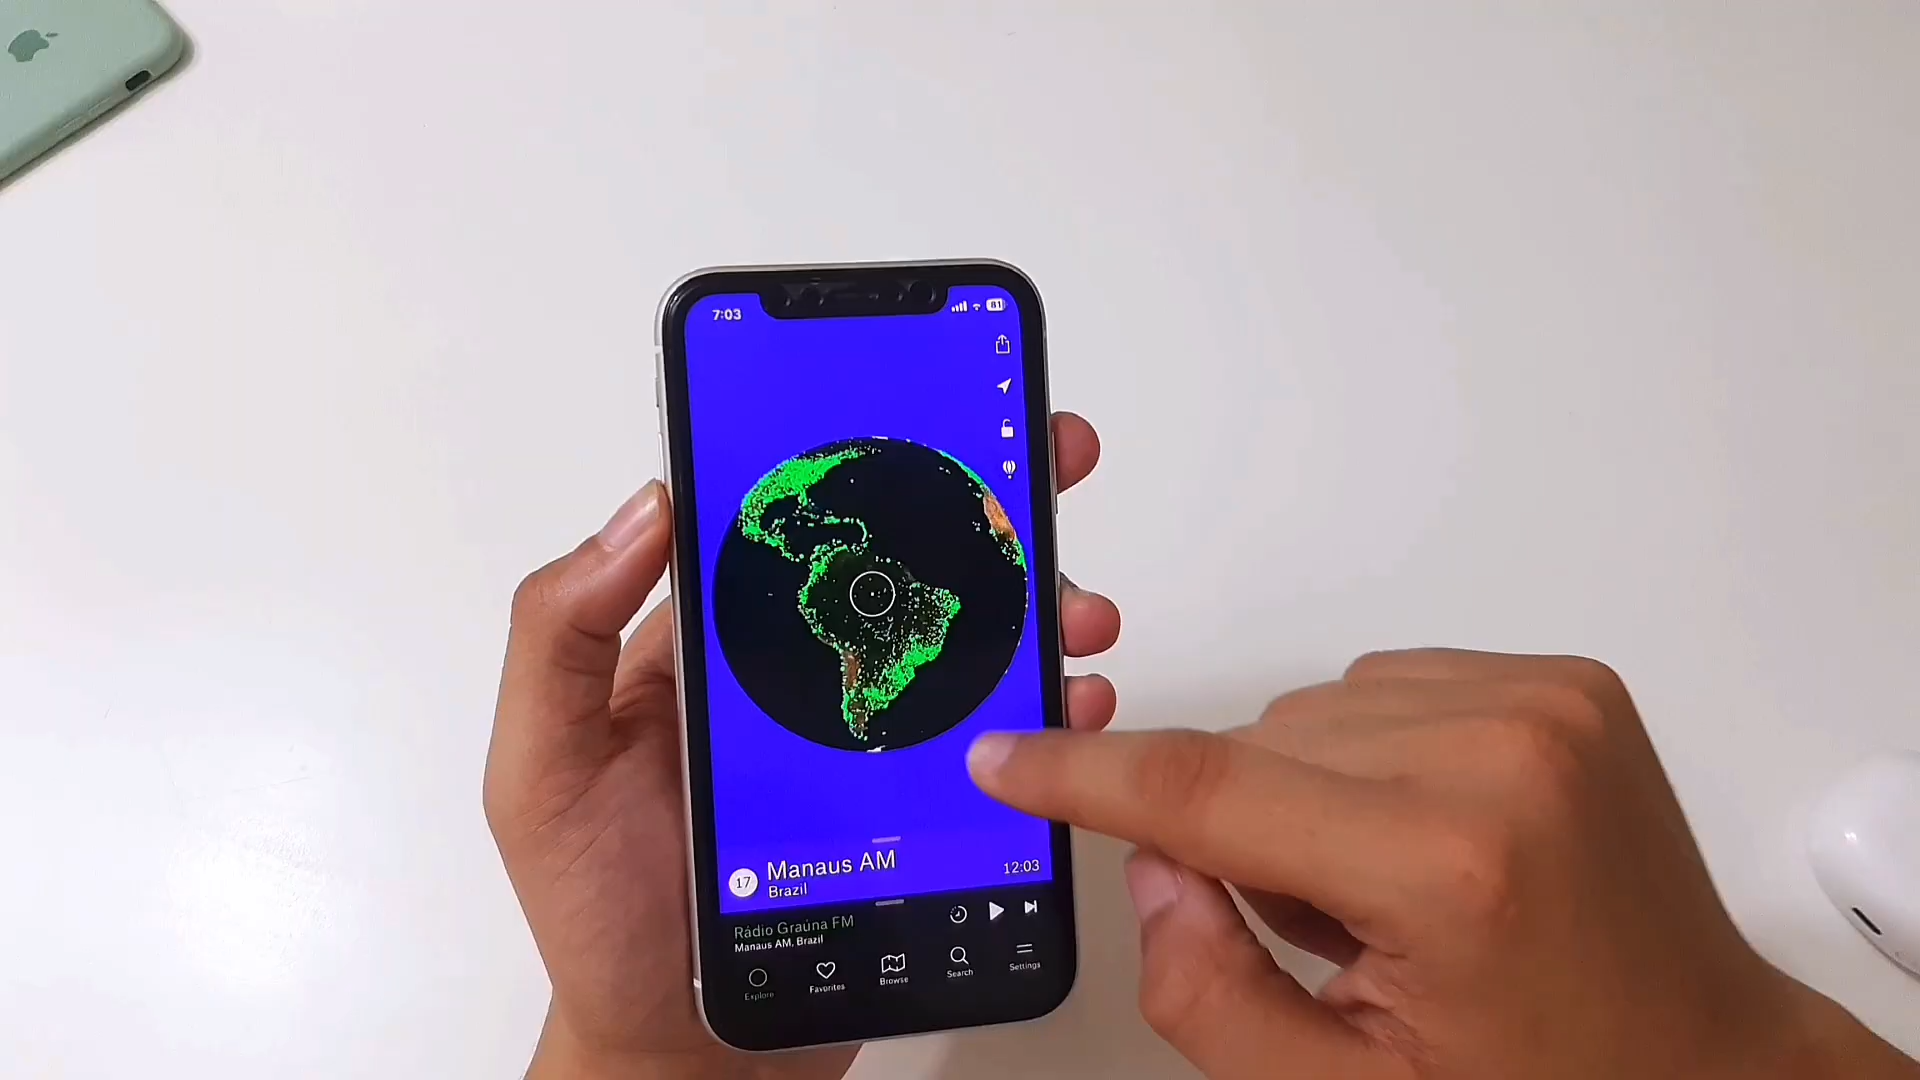 7:03
81
17
Manaus AM
Brazil
12:03
Rádio Graúna FM
Manaus AM, Brazil
Explore
Favorites
Browse
Search
Settings